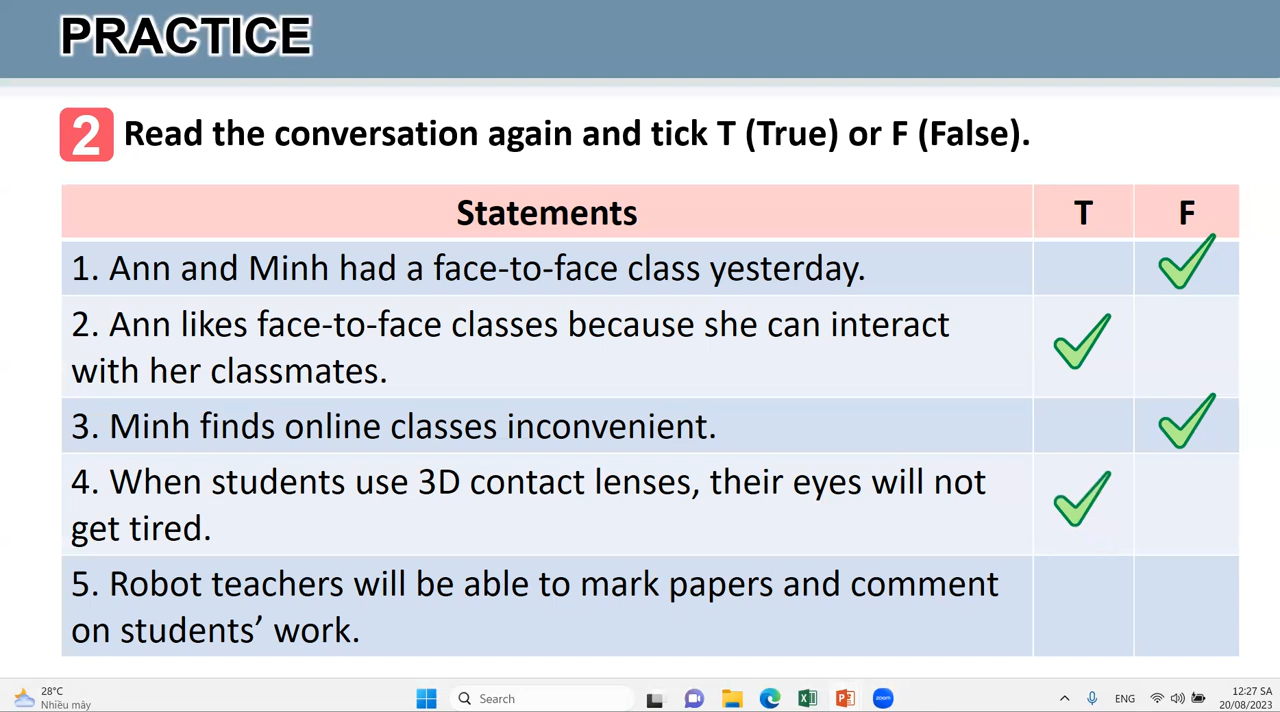 PRACTICE
2 Read the conversation again and tick T (True) or F (False).
Statements T F
1. Ann and Minh had a face-to-face class yesterday.
2. Ann likes face-to-face classes because she can interact
with her classmates.
3. Minh finds online classes inconvenient.
4. When students use 3D contact lenses, their eyes will not
get tired.
5. Robot teachers will be able to mark papers and comment
on students’ work.
28°C
Nhiều mây
Search
zoom
ENG
12:27 SA
20/08/2023